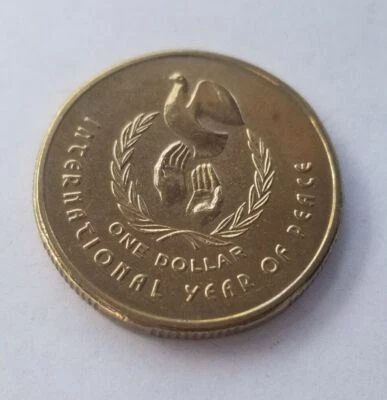 INTERNATIONAL YEAR OF PEACE
ONE DOLLAR